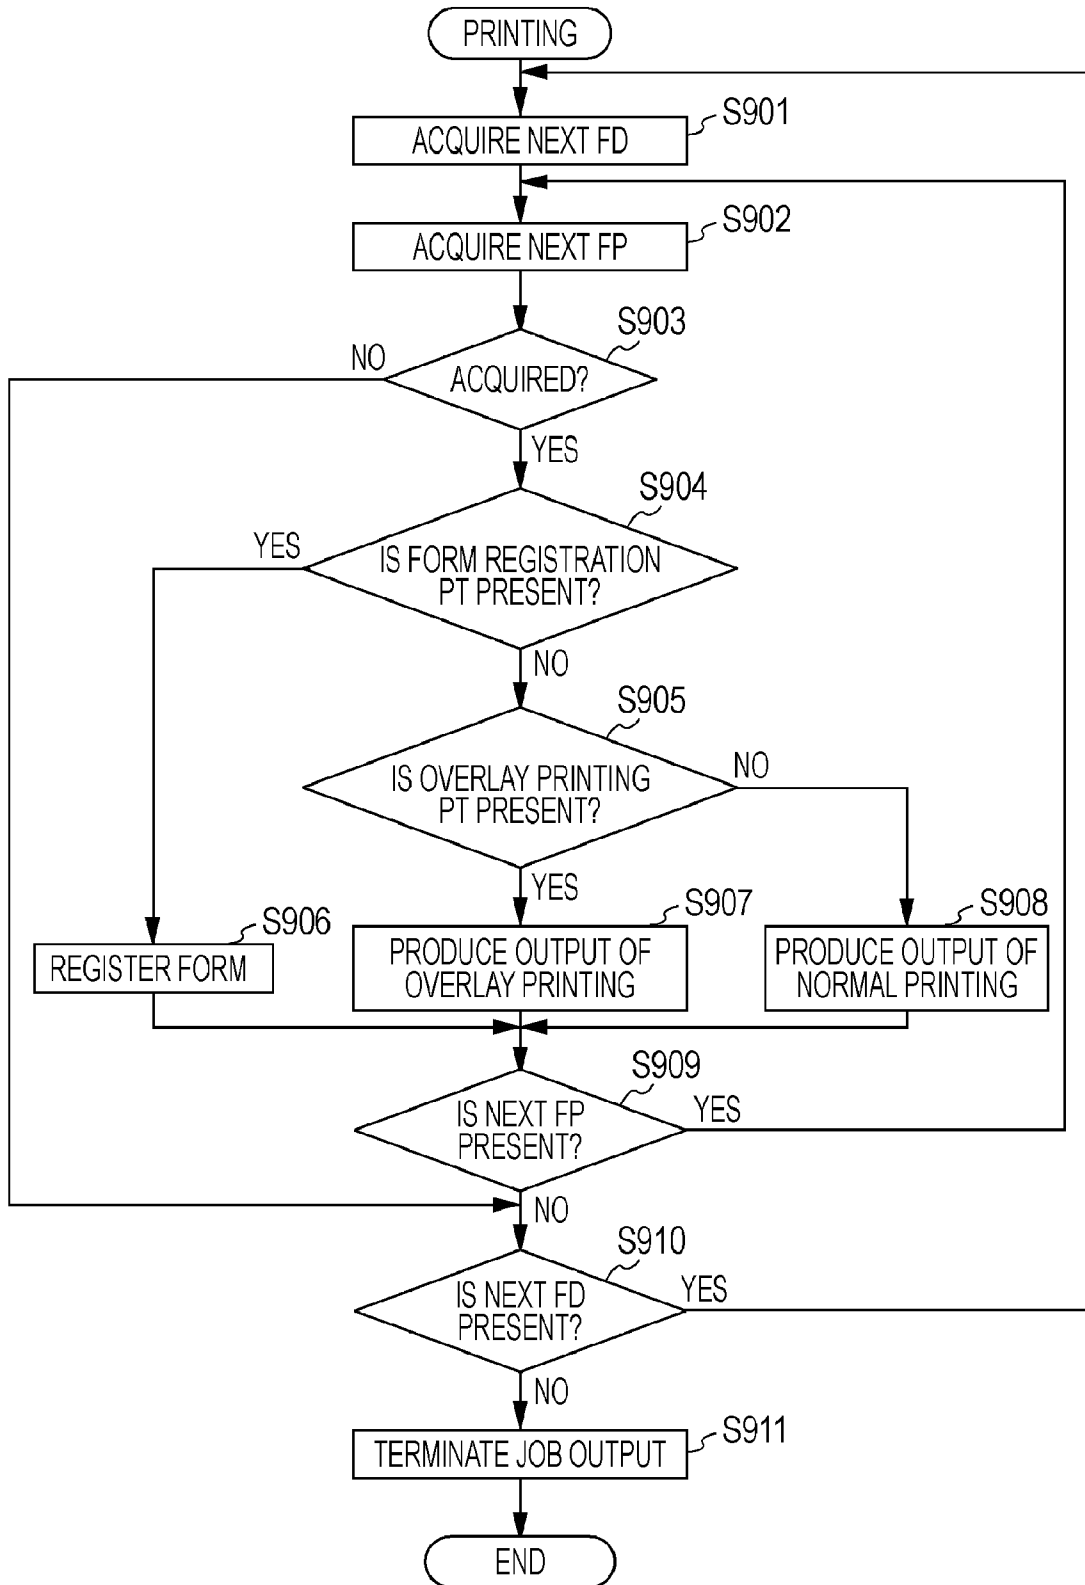 PRINTING
S901
ACQUIRE NEXT FD
S902
ACQUIRE NEXT FP
S903
NO
ACQUIRED?
YES
S904
YES
IS FORM REGISTRATION
PT PRESENT?
NO
S905
NO
IS OVERLAY PRINTING
PT PRESENT?
YES
S906
REGISTER FORM
S907
PRODUCE OUTPUT OF
OVERLAY PRINTING
S908
PRODUCE OUTPUT OF
NORMAL PRINTING
S909
IS NEXT FP
PRESENT?
YES
NO
S910
IS NEXT FD
PRESENT?
YES
NO
S911
TERMINATE JOB OUTPUT
END